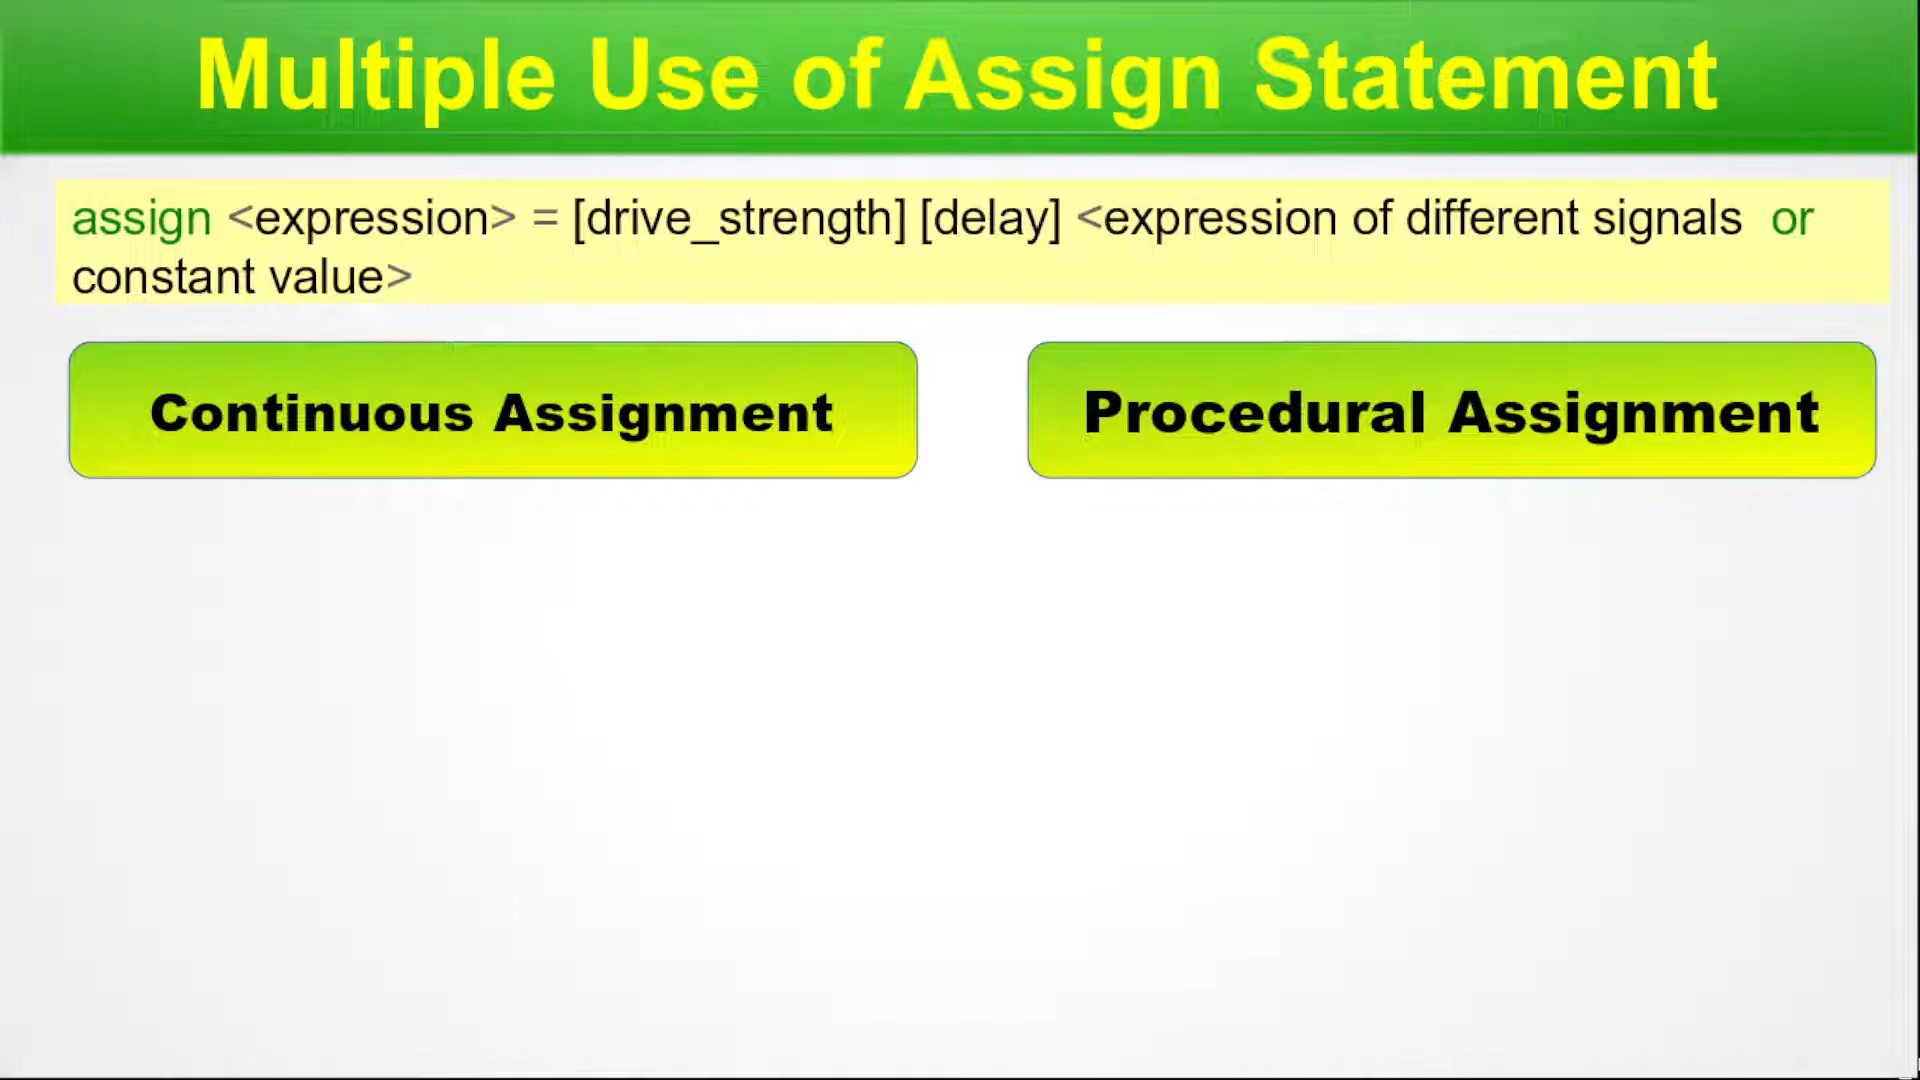 Multiple Use of Assign Statement
assign <expression> = [drive_strength] [delay] <expression of different signals or
constant value>
Continuous Assignment
Procedural Assignment